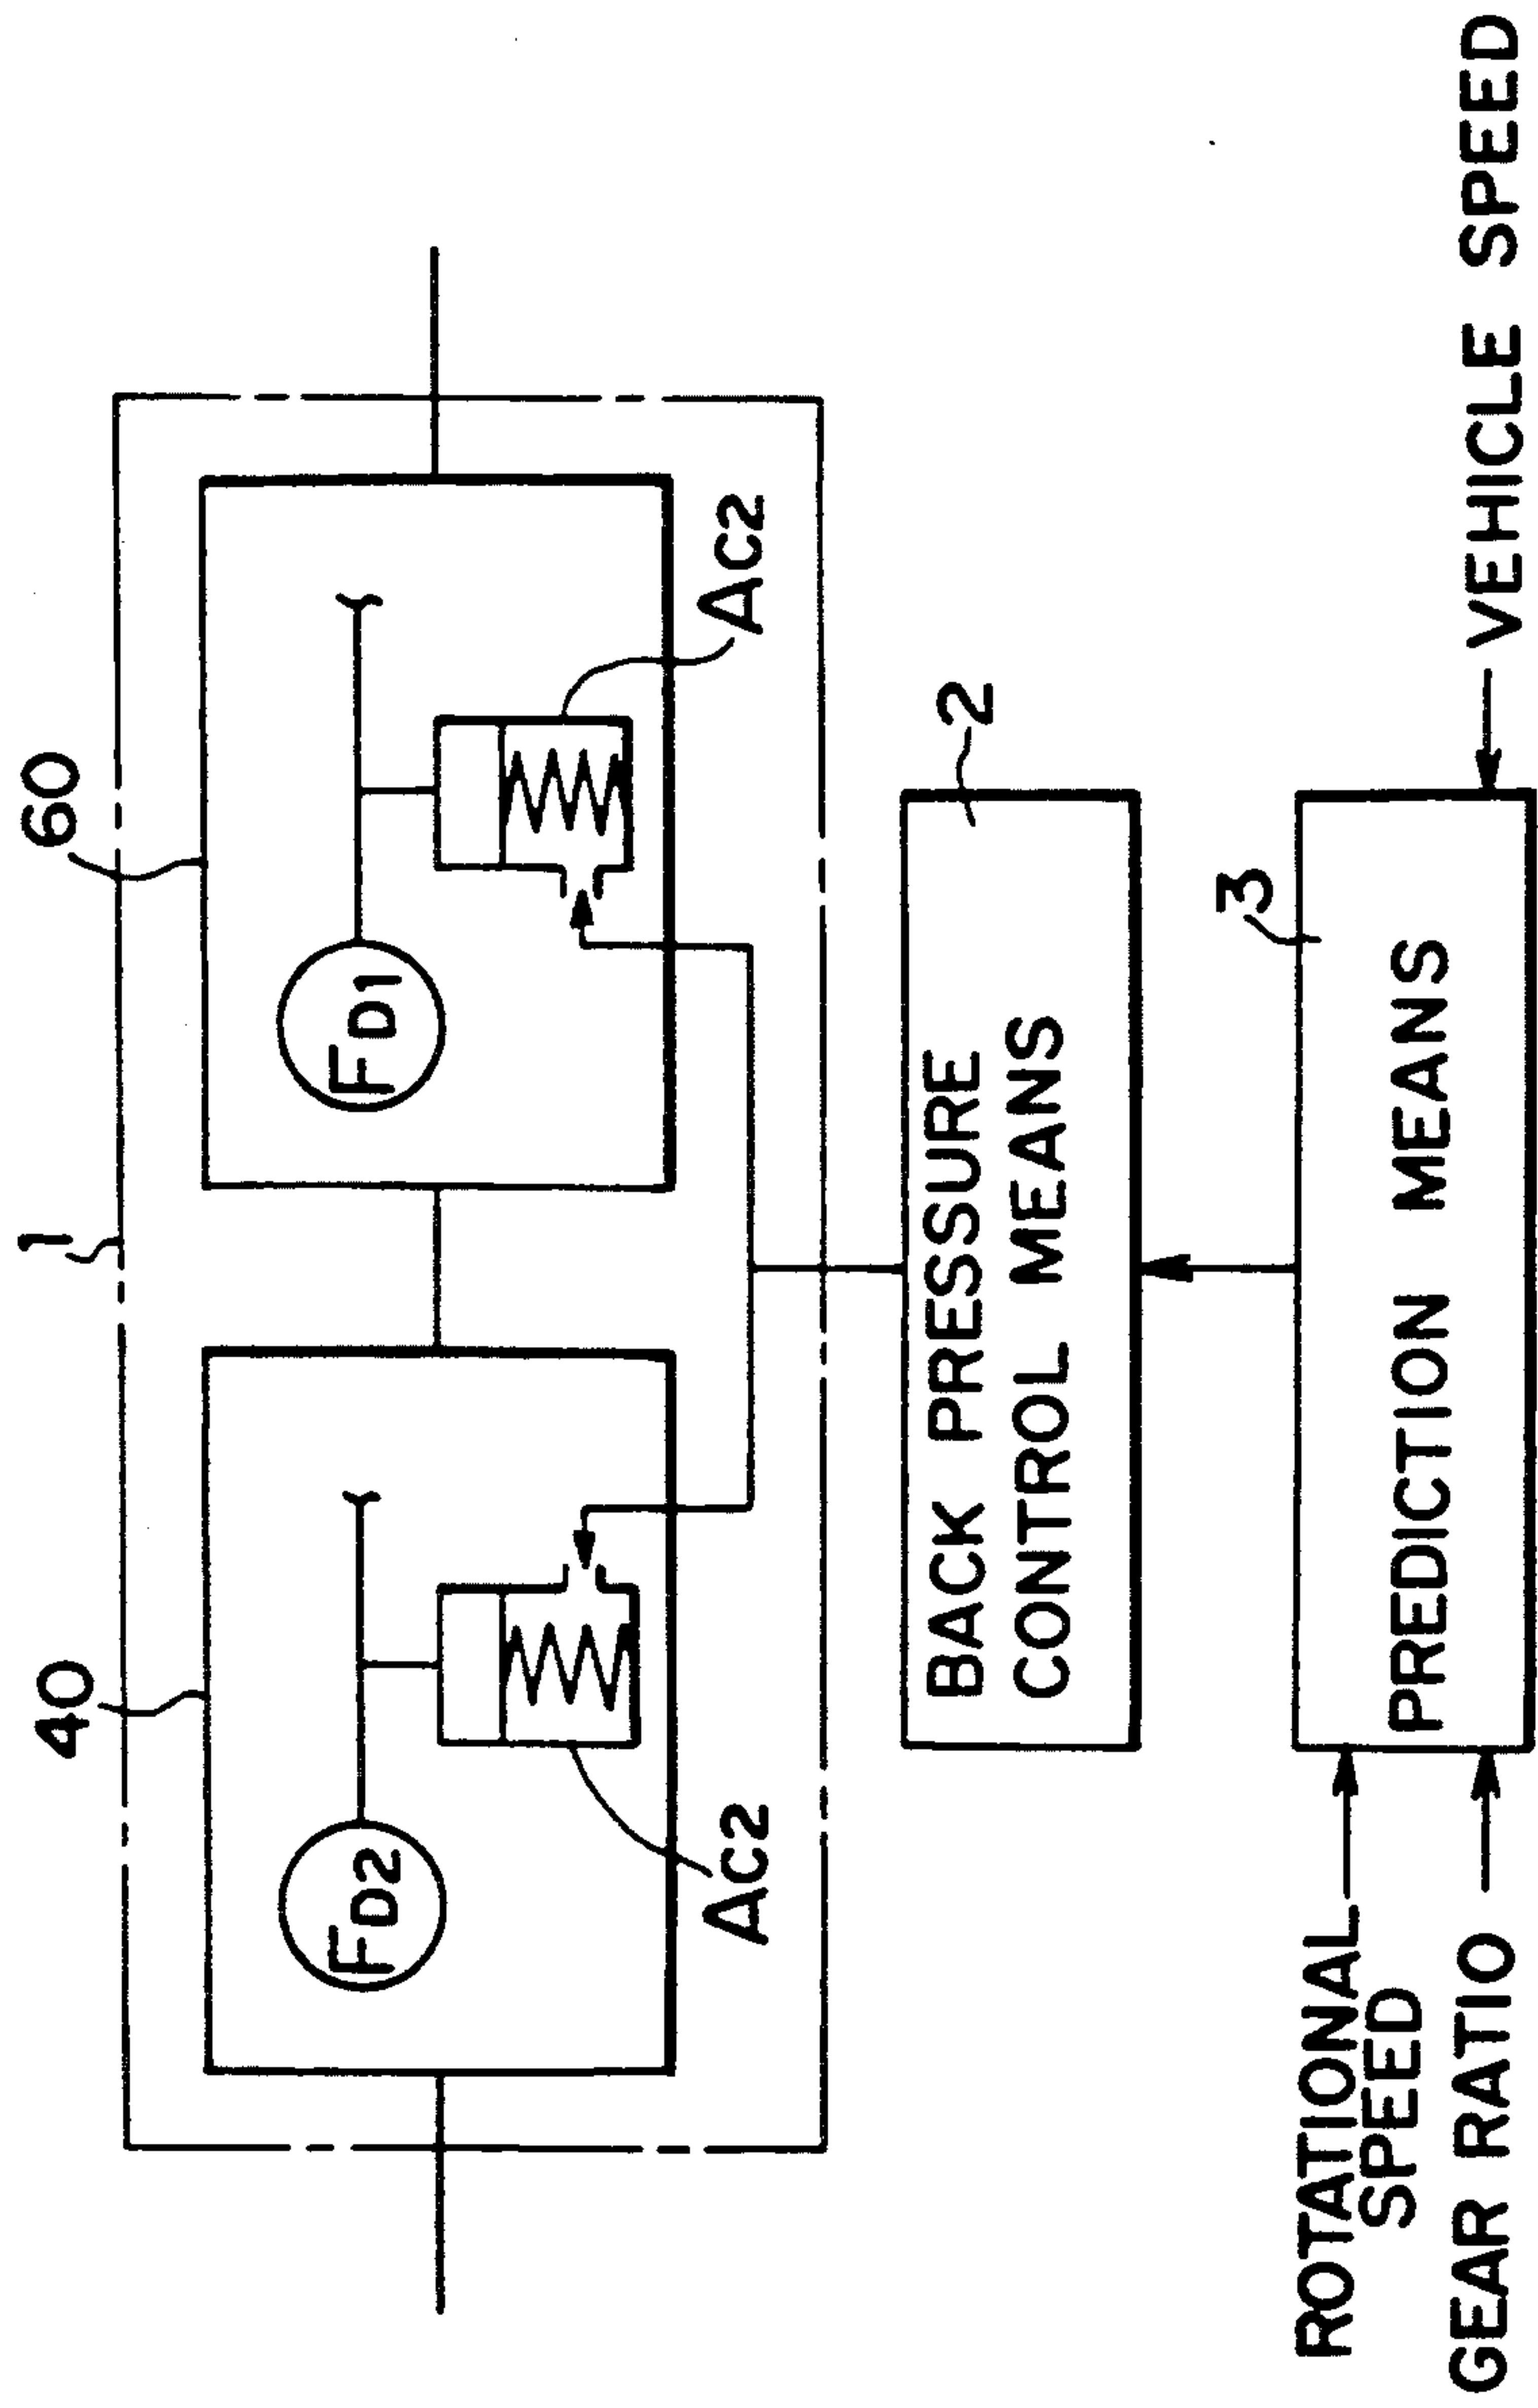 1
40
60
FD2
FD1
AC2
AC2
2
BACK PRESSURE
CONTROL MEANS
3
PREDICTION MEANS
ROTATIONAL
SPEED
GEAR RATIO
VEHICLE SPEED